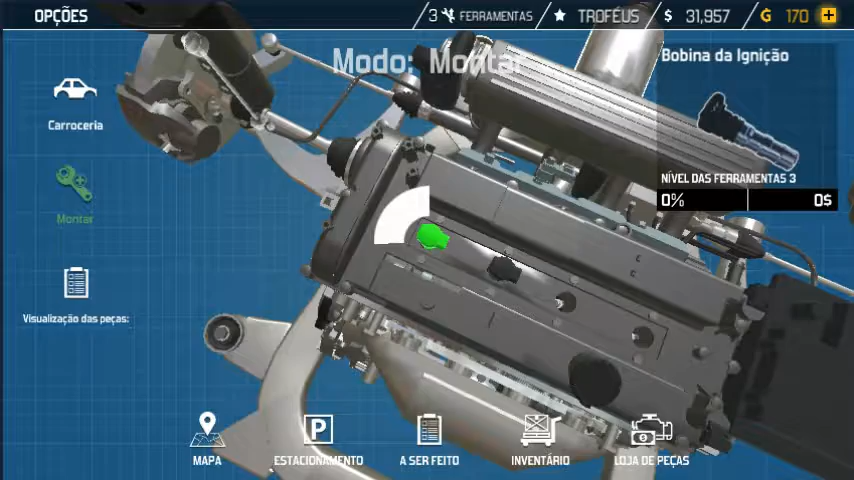 OPÇÕES
3 FERRAMENTAS
TROFÉUS
$ 31,957
G 170
Modo: Montar
Bobina da Ignição
Carroceria
NÍVEL DAS FERRAMENTAS 3
0%
0$
Montar
Visualização das peças:
MAPA
P
ESTACIONAMENTO
A SER FEITO
INVENTÁRIO
LOJA DE PEÇAS